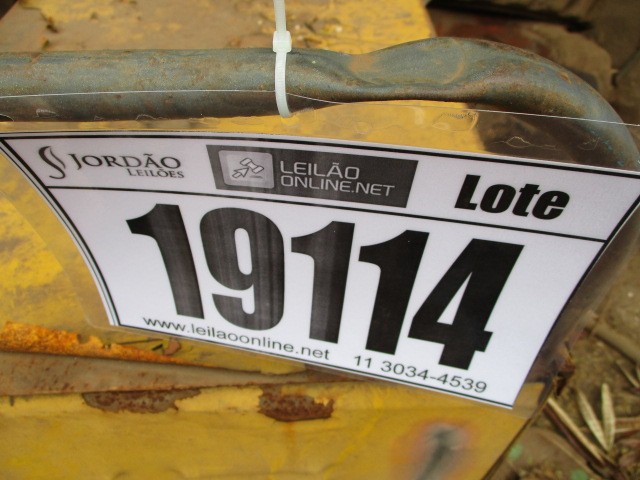 JORDÃO
LEILÕES
LEILÃO
ONLINE.NET
Lote
19114
www.leilaoonline.net 11 3034-4539